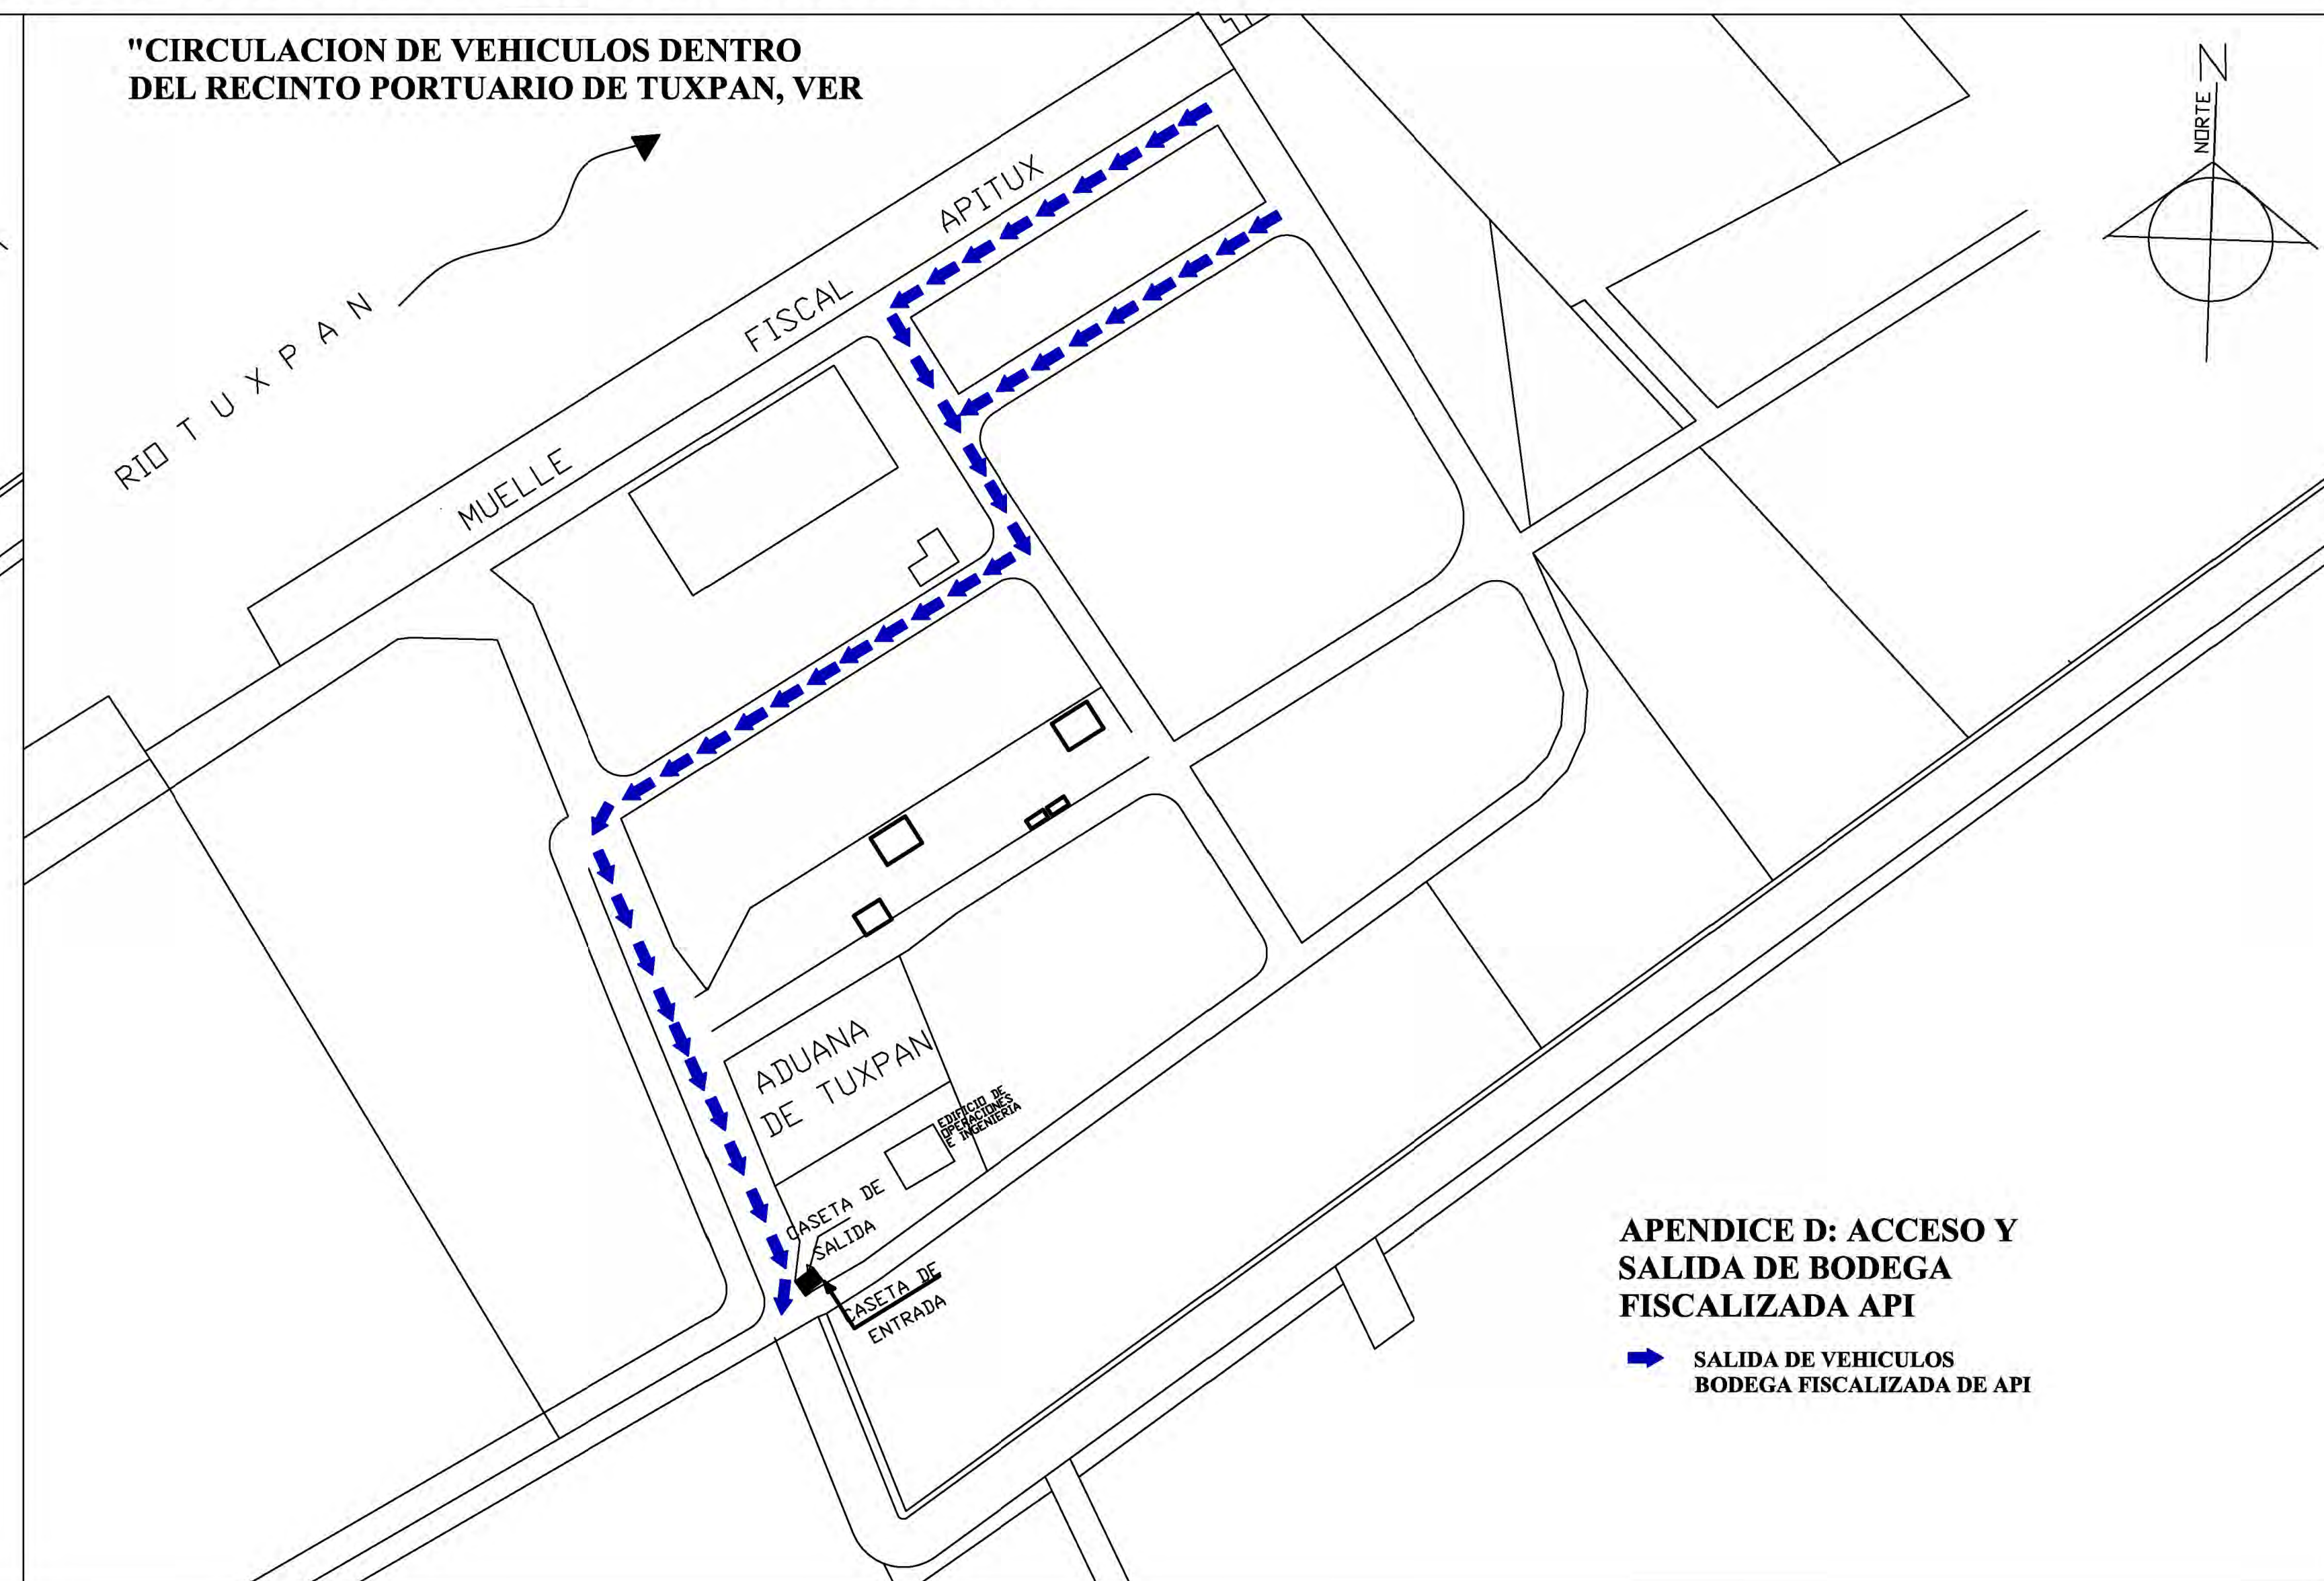 "CIRCULACION DE VEHICULOS DENTRO
DEL RECINTO PORTUARIO DE TUXPAN, VER
NORTE
N
RIO TUXPAN
MUELLE FISCAL APITUX
ADUANA
DE TUXPAN
EDIFICIO DE
OPERACIONES
E INGENIERIA
CASETA DE
SALIDA
CASETA DE
ENTRADA
APENDICE D: ACCESO Y
SALIDA DE BODEGA
FISCALIZADA API
SALIDA DE VEHICULOS
BODEGA FISCALIZADA DE API